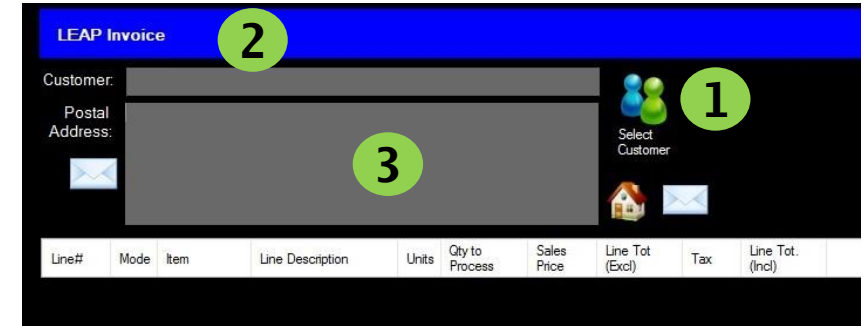 LEAP Invoice
2
Customer:
1
Postal
Address:
Select
Customer
3
Line# Mode Item Line Description Units Qty to Process Sales Price Line Tot (Excl) Tax Line Tot. (Incl)